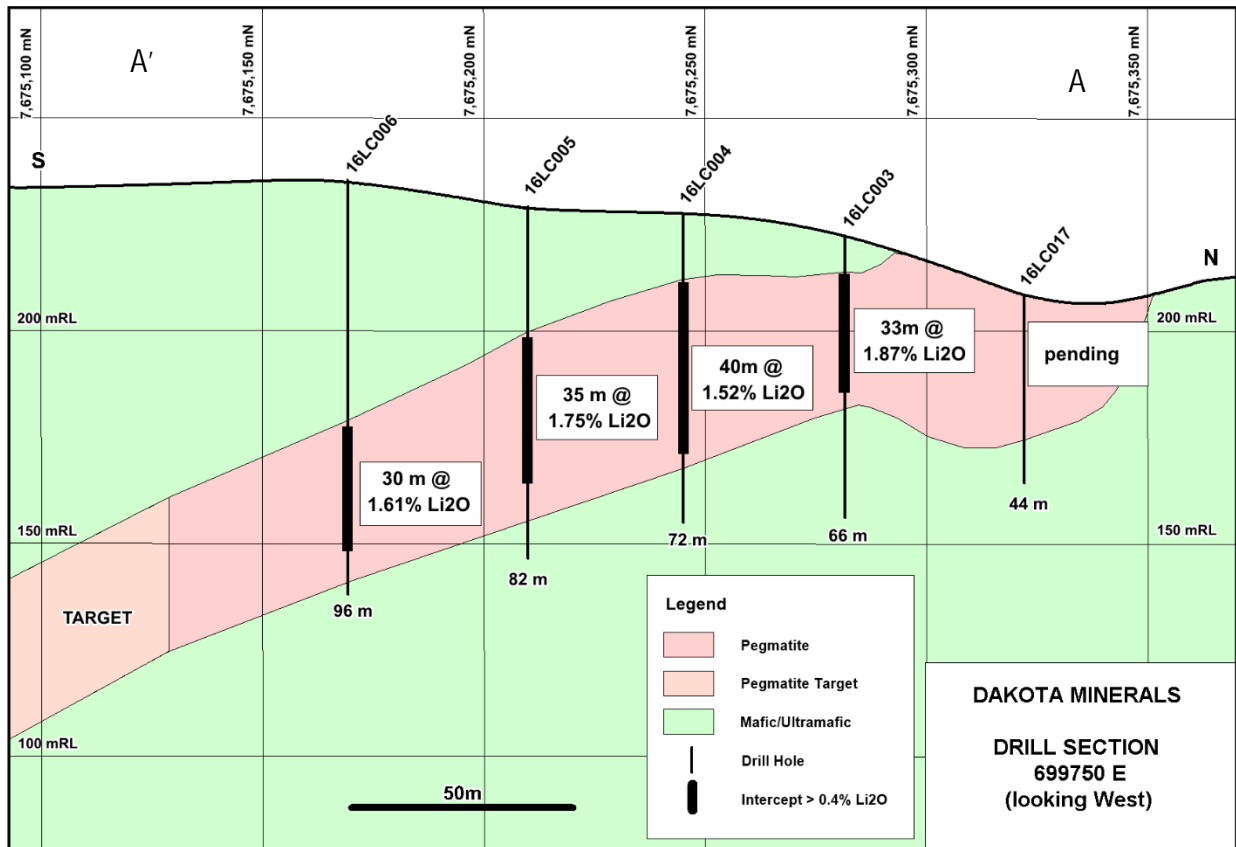 7,675,100 mN
7,675,150 mN
7,675,200 mN
7,675,250 mN
7,675,300 mN
7,675,350 mN
A'
A
S
N
16LC006
16LC005
16LC004
16LC003
16LC017
200 mRL
200 mRL
33m @
1.87% Li2O
pending
40m @
1.52% Li2O
35 m @
1.75% Li2O
30 m @
1.61% Li2O
44 m
66 m
72 m
82 m
96 m
150 mRL
150 mRL
TARGET
100 mRL
50m
Legend
Pegmatite
Pegmatite Target
Mafic/Ultramafic
Drill Hole
Intercept > 0.4% Li2O
DAKOTA MINERALS
DRILL SECTION
699750 E
(looking West)